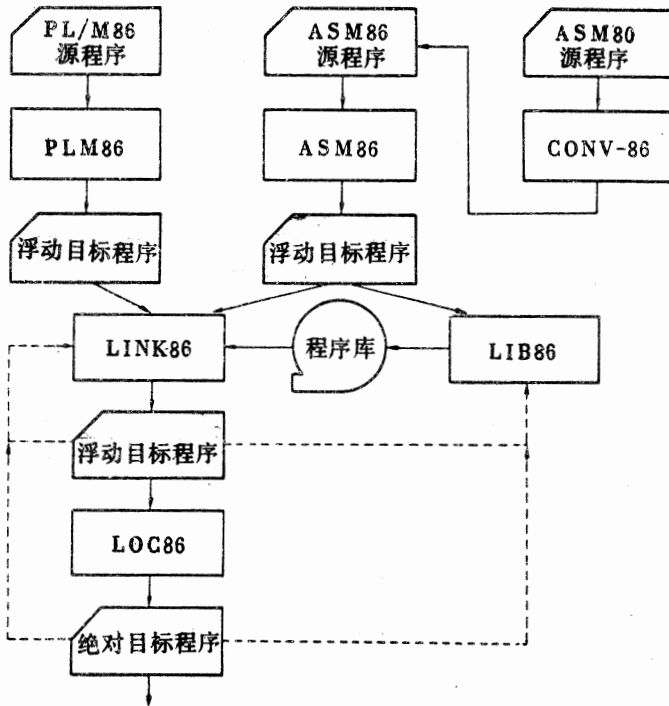 PL/M86
源程序
ASM86
源程序
ASM80
源程序
PLM86
ASM86
CONV-86
浮动目标程序
浮动目标程序
LINK86
程序库
LIB86
浮动目标程序
LOC86
绝对目标程序